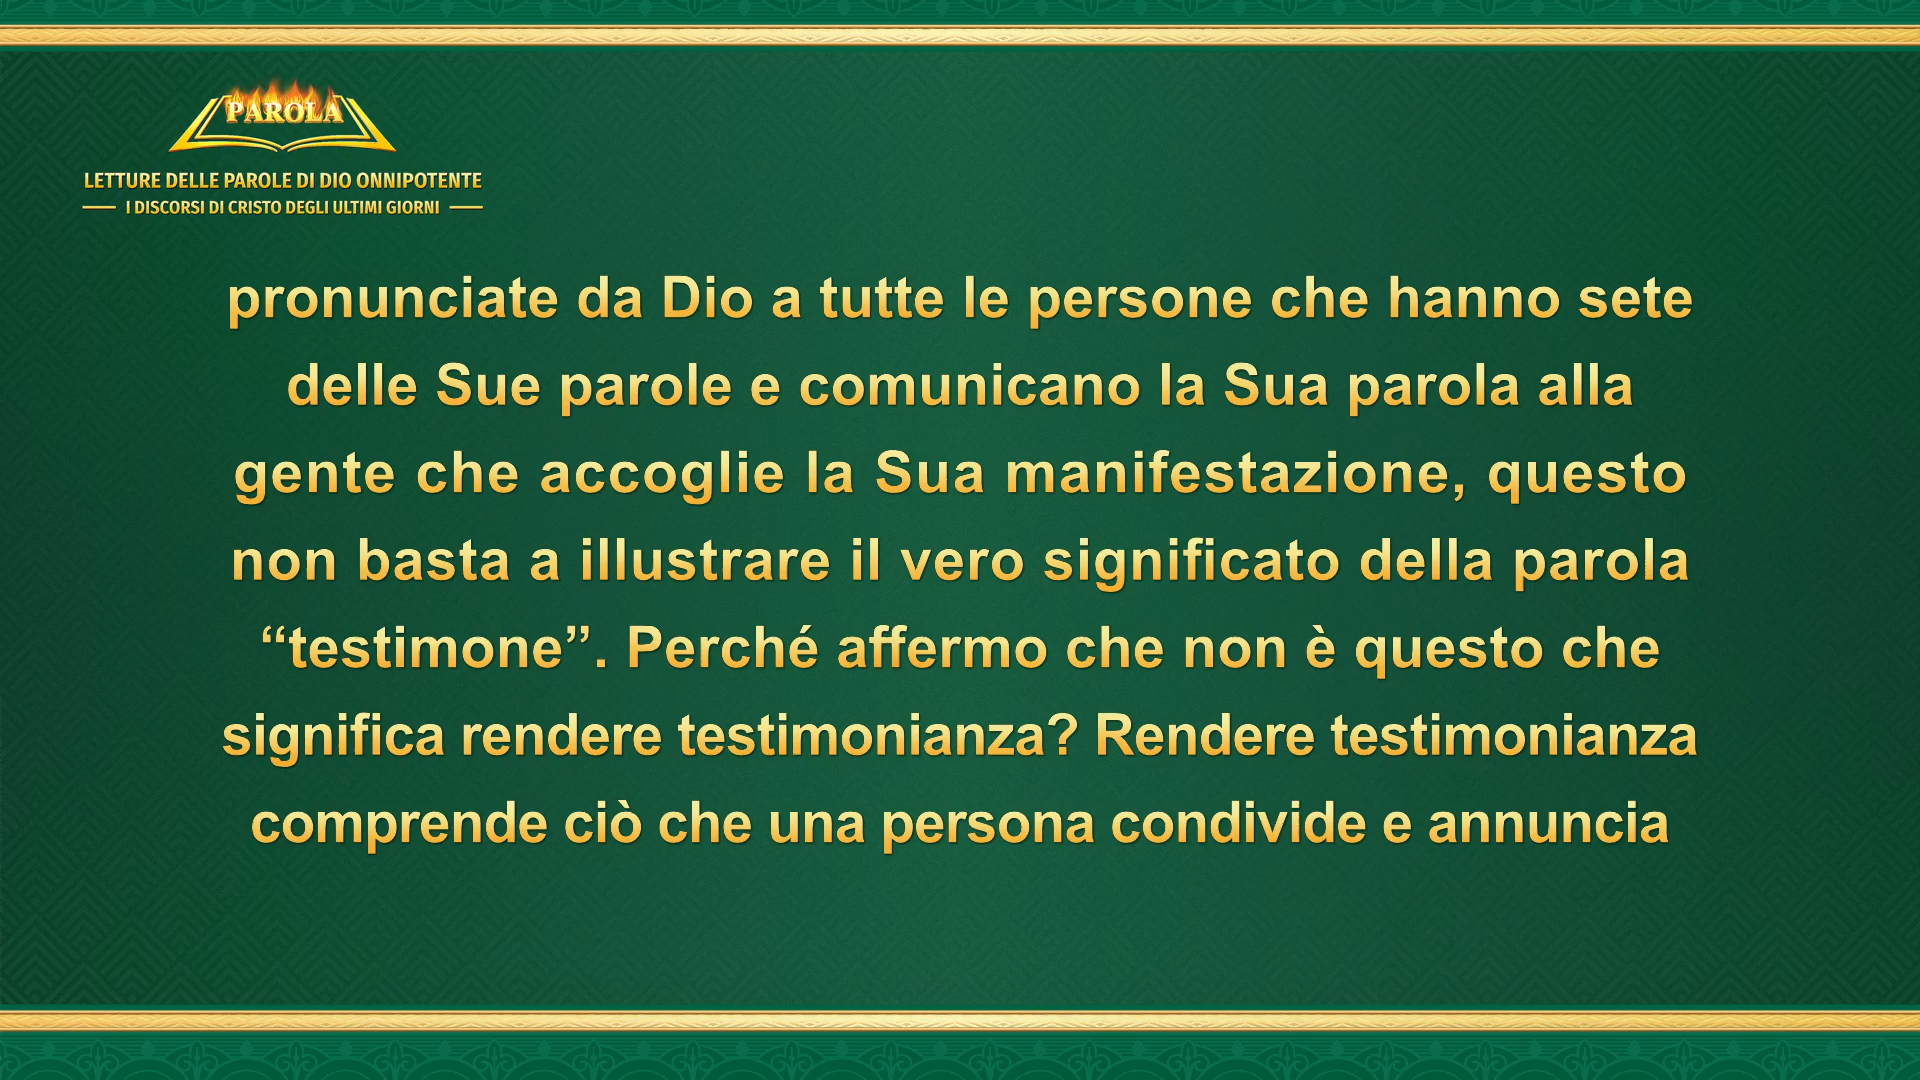 PAROLA
LETTURE DELLE PAROLE DI DIO ONNIPOTENTE
I DISCORSI DI CRISTO DEGLI ULTIMI GIORNI
pronunciate da Dio a tutte le persone che hanno sete
delle Sue parole e comunicano la Sua parola alla
gente che accoglie la Sua manifestazione, questo
non basta a illustrare il vero significato della parola
“testimone”. Perché affermo che non è questo che
significa rendere testimonianza? Rendere testimonianza
comprende ciò che una persona condivide e annuncia